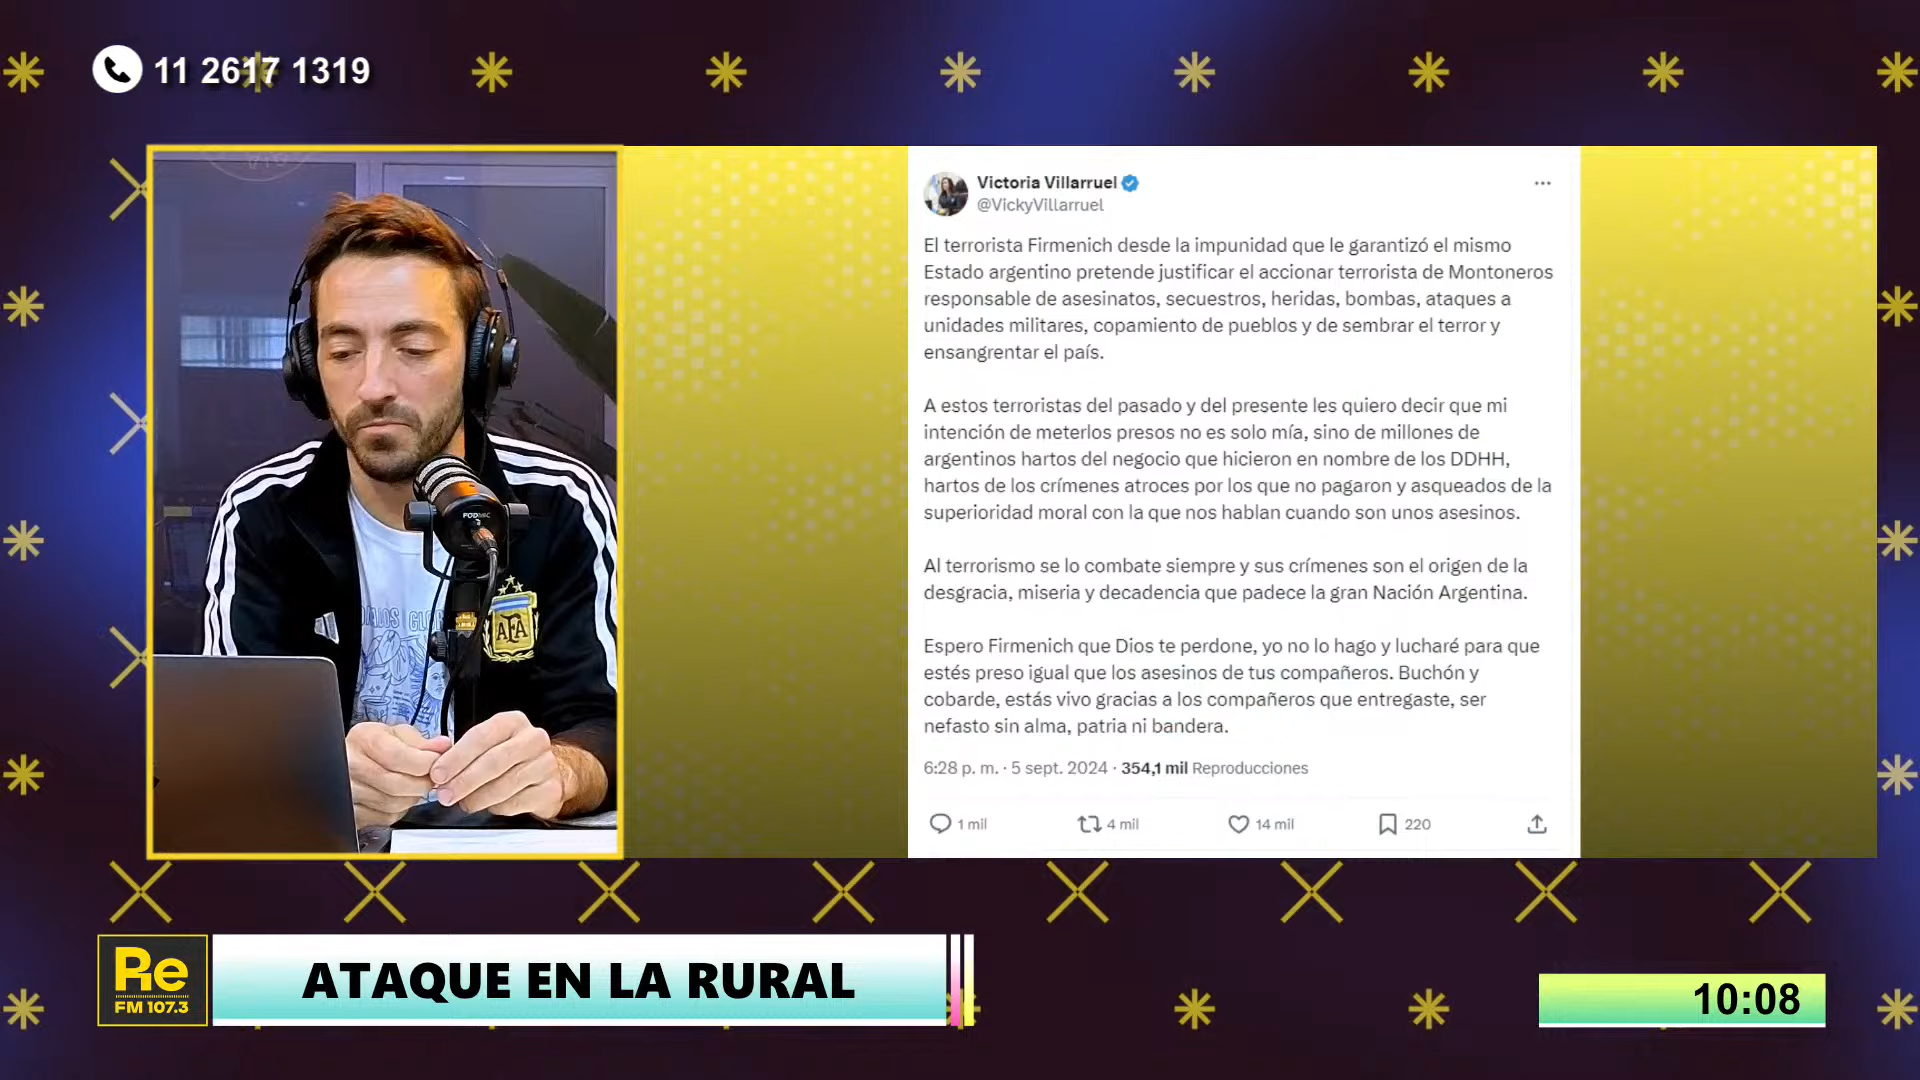 11 2617 1319
Victoria Villarruel
@VickyVillarruel
El terrorista Firmenich desde la impunidad que le garantizó el mismo
Estado argentino pretende justificar el accionar terrorista de Montoneros
responsable de asesinatos, secuestros, heridas, bombas, ataques a
unidades militares, copamiento de pueblos y de sembrar el terror y
ensangrentar el país.
A estos terroristas del pasado y del presente les quiero decir que mi
intención de meterlos presos no es solo mía, sino de millones de
argentinos hartos del negocio que hicieron en nombre de los DDHH,
hartos de los crímenes atroces por los que no pagaron y asqueados de la
superioridad moral con la que nos hablan cuando son unos asesinos.
Al terrorismo se lo combate siempre y sus crímenes son el origen de la
desgracia, miseria y decadencia que padece la gran Nación Argentina.
Espero Firmenich que Dios te perdone, yo no lo hago y lucharé para que
estés preso igual que los asesinos de tus compañeros. Buchón y
cobarde, estás vivo gracias a los compañeros que entregaste, ser
nefasto sin alma, patria ni bandera.
6:28 p. m. · 5 sept. 2024 · 354,1 mil Reproducciones
1 mil 4 mil 14 mil 220
PODMIC
AFA
Re
FM 107.3
ATAQUE EN LA RURAL
10:08